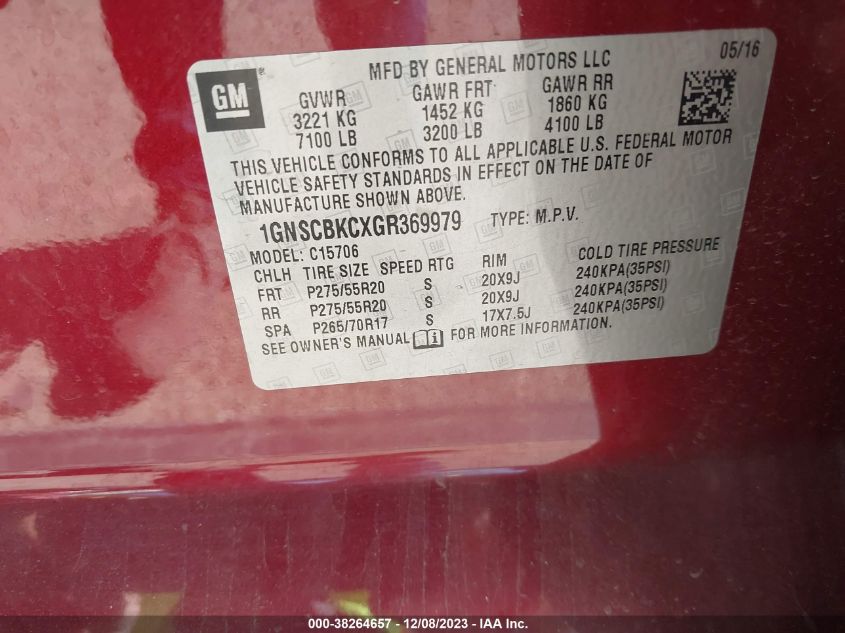 MFD BY GENERAL MOTORS LLC 05/16
GM
GVWR GAWR FRT GAWR RR
3221 KG 1452 KG 1860 KG
7100 LB 3200 LB 4100 LB
THIS VEHICLE CONFORMS TO ALL APPLICABLE U.S. FEDERAL MOTOR
VEHICLE SAFETY STANDARDS IN EFFECT ON THE DATE OF
MANUFACTURE SHOWN ABOVE.
1GNSCBKCXGR369979 TYPE: M.P.V.
MODEL: C15706
CHLH TIRE SIZE SPEED RTG RIM COLD TIRE PRESSURE
FRT P275/55R20 S 20X9J 240KPA(35PSI)
RR P275/55R20 S 20X9J 240KPA(35PSI)
SPA P265/70R17 S 17X7.5J 240KPA(35PSI)
SEE OWNER'S MANUAL FOR MORE INFORMATION.
000-38264657 - 12/08/2023 - IAA Inc.